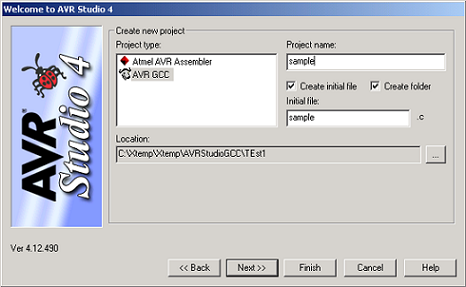 Welcome to AVR Studio 4
AVR®
Studio 4
Create new project
Project type:
Atmel AVR Assembler
AVR GCC
Project name:
sample
Create initial file
Create folder
Initial file:
sample
.c
Location:
C:\Xtemp\Xtemp\AVRStudioGCC\TEst1
...
Ver 4.12.490
<< Back
Next >>
Finish
Cancel
Help